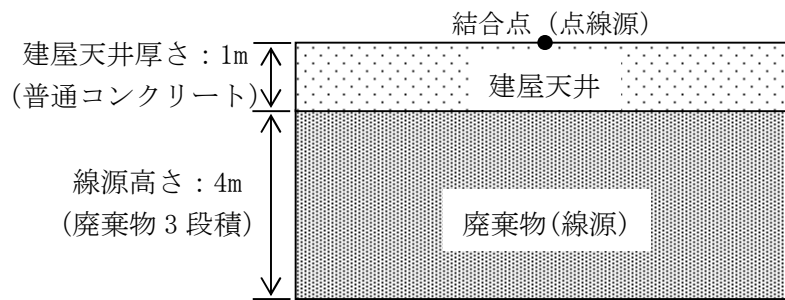 結合点 (点線源)
建屋天井厚さ：1m
(普通コンクリート)
建屋天井
線源高さ：4m
(廃棄物 3 段積)
廃棄物(線源)